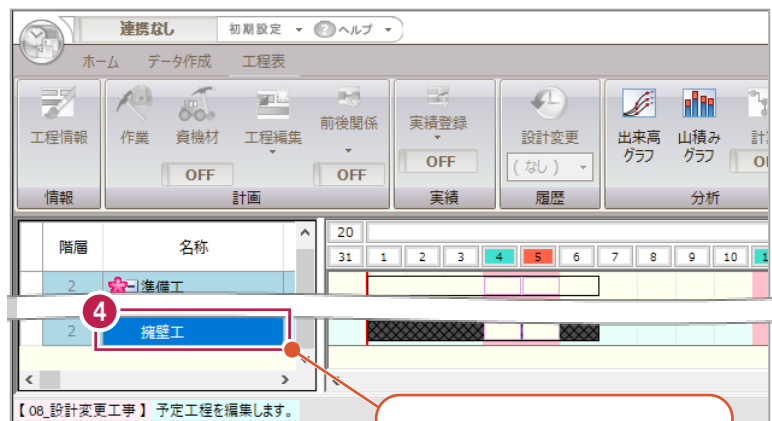 連携なし 初期設定 ヘルプ
ホーム データ作成 工程表
工程情報 作業 資機材 工程編集 前後関係 実績登録 設計変更 出来高グラフ 山積みグラフ
OFF OFF OFF (なし)
情報 計画 実績 履歴 分析
階層 名称 20
31 1 2 3 4 5 6 7 8 9 10
2 準備工
4
2 擁壁工
【 08_設計変更工事 】 予定工程を編集します。